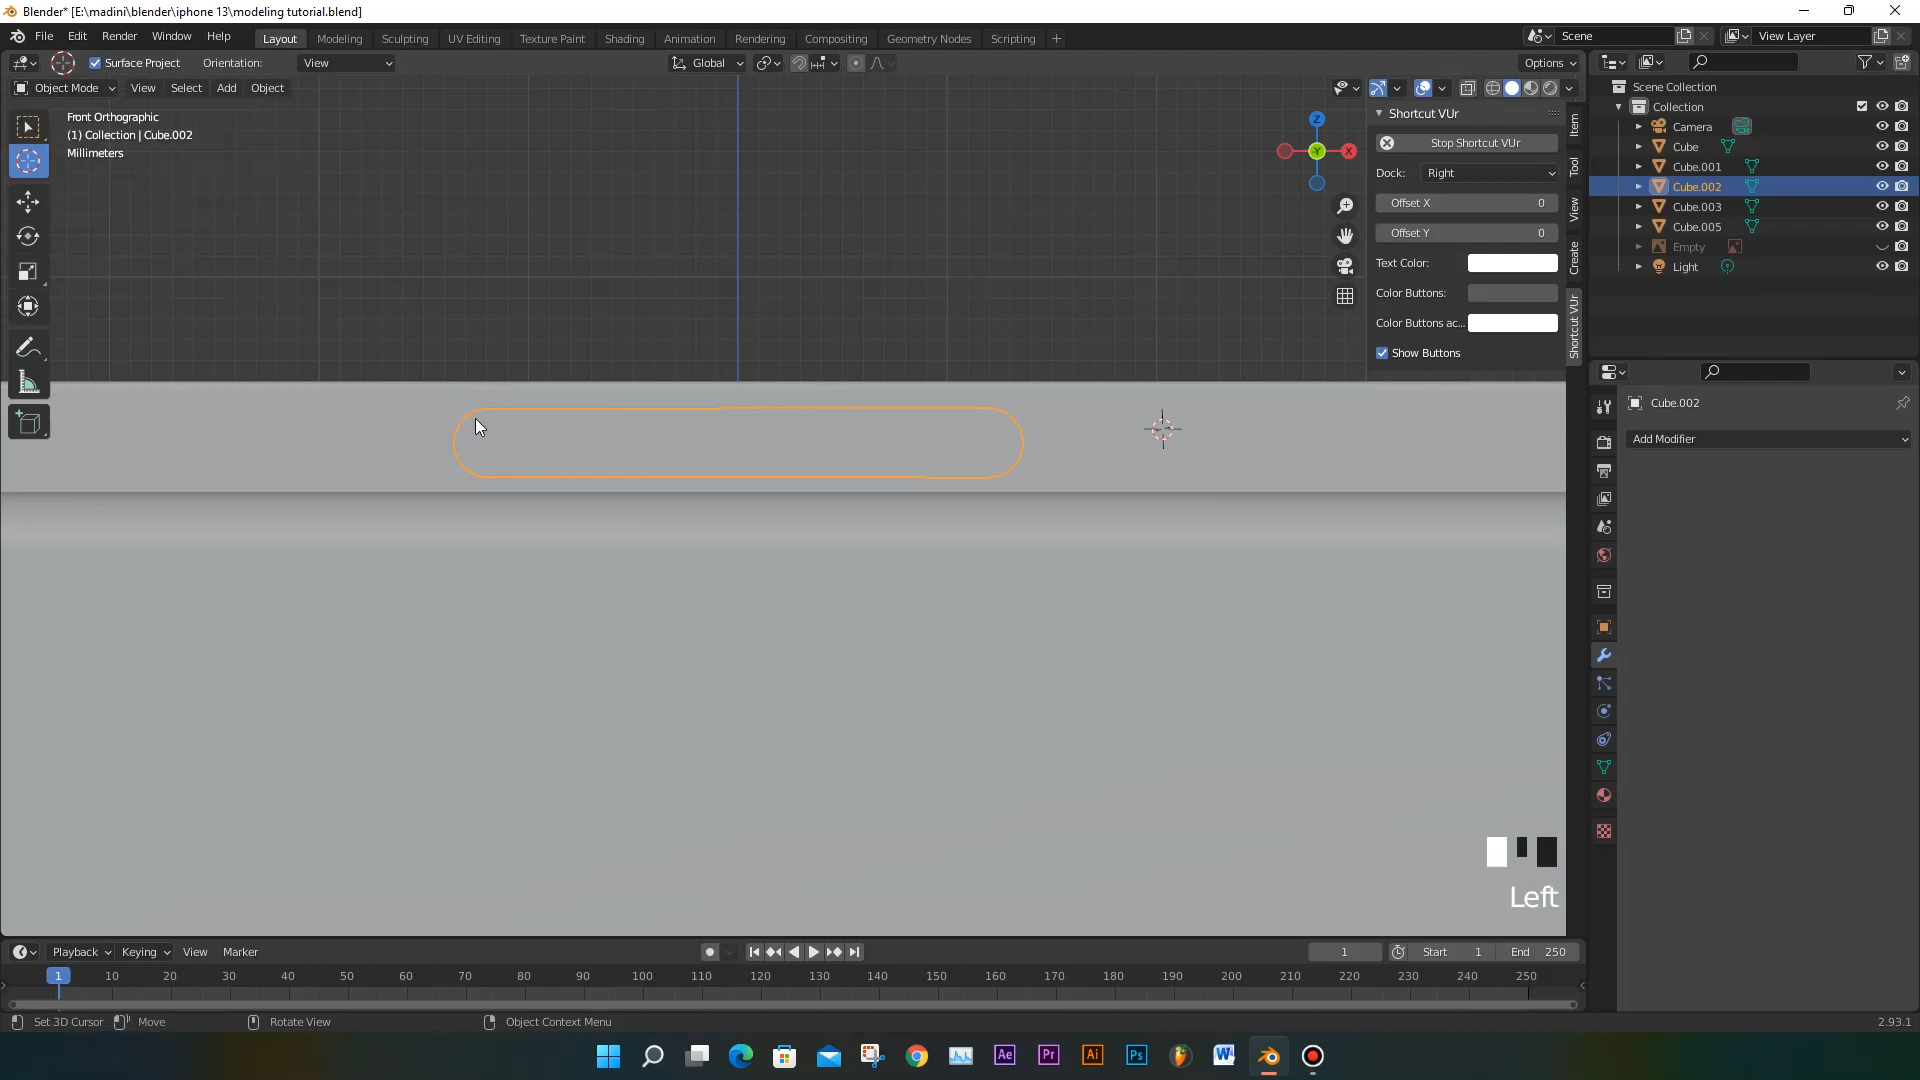 Blender* [E:\madini\blender\iphone 13\modeling tutorial.blend]
File Edit Render Window Help Layout Modeling Sculpting UV Editing Texture Paint Shading Animation Rendering Compositing Geometry Nodes Scripting + Scene View Layer
Surface Project Orientation: View Global Options
Object Mode View Select Add Object
Front Orthographic
(1) Collection | Cube.002
Millimeters
Z
X
Y
Shortcut VUr
Stop Shortcut VUr
Dock: Right
Offset X 0
Offset Y 0
Text Color:
Color Buttons:
Color Buttons ac...
Show Buttons
Item
Tool
View
Create
Shortcut VUr
Scene Collection
Collection
Camera
Cube
Cube.001
Cube.002
Cube.003
Cube.005
Empty
Light
Cube.002
Add Modifier
Left
Playback Keying View Marker 1 Start 1 End 250
1 10 20 30 40 50 60 70 80 90 100 110 120 130 140 150 160 170 180 190 200 210 220 230 240 250
Set 3D Cursor Move Rotate View Object Context Menu 2.93.1
Ae Pr Ai Ps W